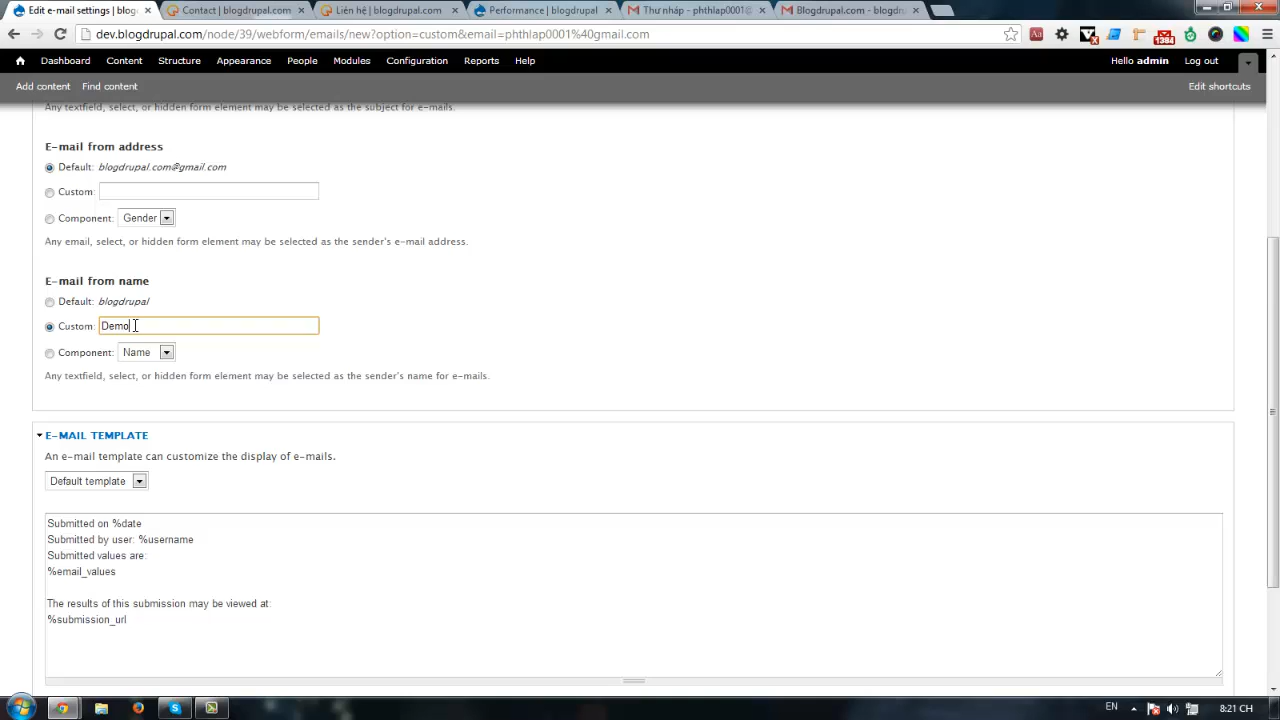 Edit e-mail settings | blog
Contact | blogdrupal.com
Liên hệ | blogdrupal.com
Performance | blogdrupal
Thư nháp - phthlap0001@
Blogdrupal.com - blogdru
dev.blogdrupal.com/node/39/webform/emails/new?option=custom&email=phthlap0001%40gmail.com
1384
Dashboard Content Structure Appearance People Modules Configuration Reports Help
Hello admin Log out
Add content Find content Edit shortcuts
Any textfield, select, or hidden form element may be selected as the subject for e-mails.
E-mail from address
Default: blogdrupal.com@gmail.com
Custom:
Component: Gender
Any email, select, or hidden form element may be selected as the sender's e-mail address.
E-mail from name
Default: blogdrupal
Custom: Demo
Component: Name
Any textfield, select, or hidden form element may be selected as the sender's name for e-mails.
E-MAIL TEMPLATE
An e-mail template can customize the display of e-mails.
Default template
Submitted on %date
Submitted by user: %username
Submitted values are:
%email_values
The results of this submission may be viewed at:
%submission_url
EN
8:21 CH